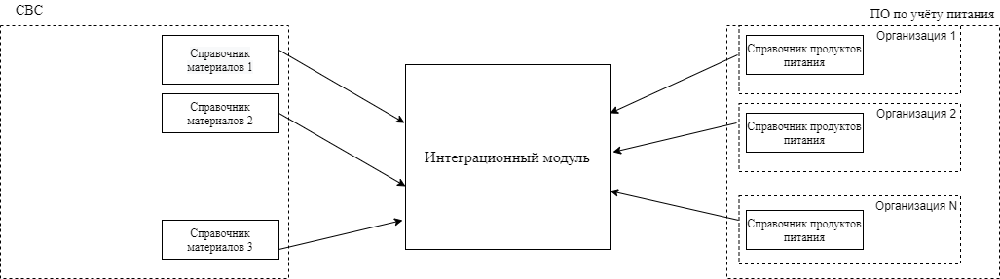 СВС
Справочник
материалов 1
Справочник
материалов 2
Справочник
материалов 3
Интеграционный модуль
ПО по учёту питания
Организация 1
Справочник продуктов
питания
Организация 2
Справочник продуктов
питания
Организация N
Справочник продуктов
питания